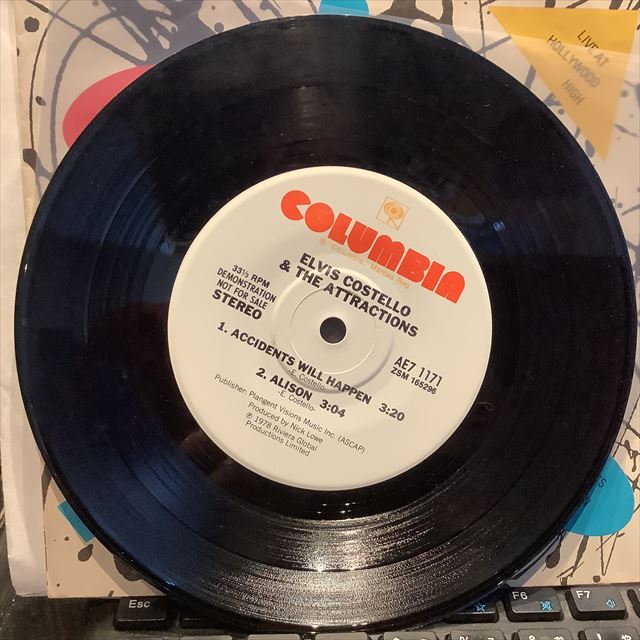 LIVE AT
HOLLYWOOD
HIGH
COLUMBIA
® "Columbia," Marcas Reg.
ELVIS COSTELLO
& THE ATTRACTIONS
33⅓ RPM
DEMONSTRATION
NOT FOR SALE
STEREO
AE7 1171
ZSM 165296
1. ACCIDENTS WILL HAPPEN 3:20
-E. Costello-
2. ALISON 3:04
-E. Costello-
Publisher: Plangent Visions Music Inc. (ASCAP)
Produced by Nick Lowe
℗ 1978 Riviera Global
Productions Limited
Esc
F6
F7